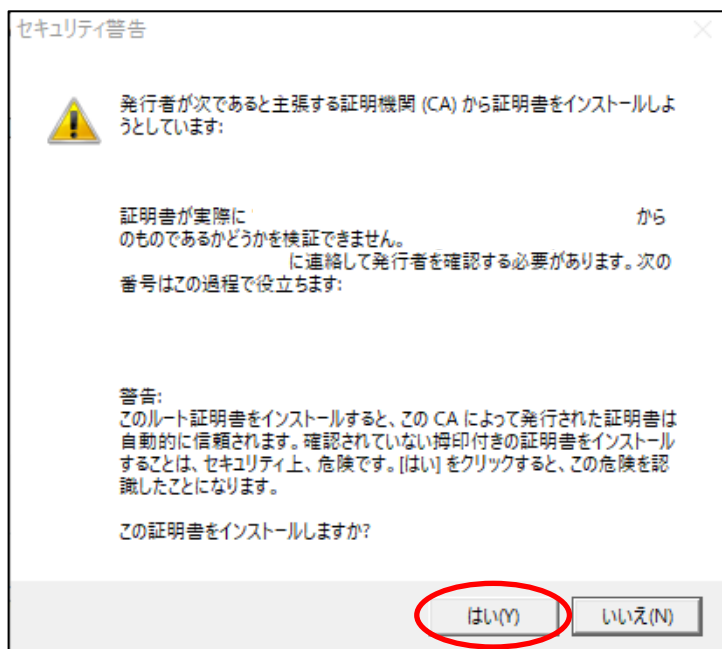 セキュリティ警告
発行者が次であると主張する証明機関 (CA) から証明書をインストールしよ
うとしています:
証明書が実際に から
のものであるかどうかを検証できません。
に連絡して発行者を確認する必要があります。次の
番号はこの過程で役立ちます:
警告:
このルート証明書をインストールすると、この CA によって発行された証明書は
自動的に信頼されます。確認されていない拇印付きの証明書をインストール
することは、セキュリティ上、危険です。[はい] をクリックすると、この危険を認
識したことになります。
この証明書をインストールしますか?
はい(Y) いいえ(N)